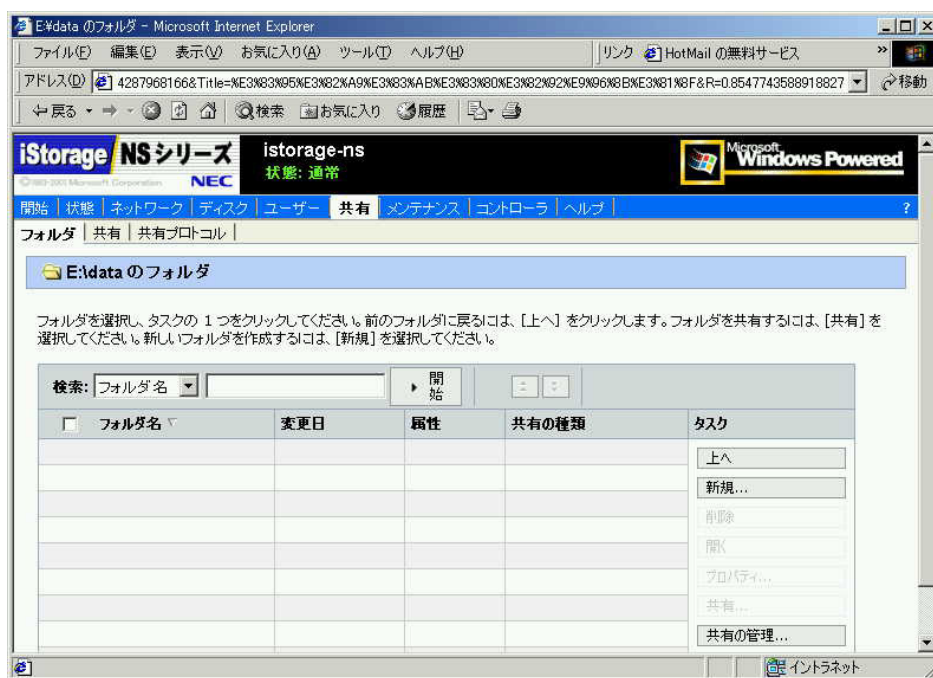 E:¥data のフォルダ - Microsoft Internet Explorer
ファイル(F) 編集(E) 表示(V) お気に入り(A) ツール(T) ヘルプ(H) リンク HotMail の無料サービス »
アドレス(D) 4287968166&Title=%E3%83%95%E3%82%A9%E3%83%AB%E3%83%80%E3%82%92%E9%96%8B%E3%81%8F&R=0.8547743588918827 移動
戻る 検索 お気に入り 履歴
iStorage NSシリーズ istorage-ns Microsoft Windows Powered
状態: 通常
NEC
開始 | 状態 | ネットワーク | ディスク | ユーザー | 共有 | メンテナンス | コントローラ | ヘルプ | ?
フォルダ | 共有 | 共有プロトコル |
E:\data のフォルダ
フォルダを選択し、タスクの 1 つをクリックしてください。前のフォルダに戻るには、[上へ] をクリックします。フォルダを共有するには、[共有] を
選択してください。新しいフォルダを作成するには、[新規] を選択してください。
検索: フォルダ名 開始
フォルダ名 変更日 属性 共有の種類 タスク
上へ
新規...
削除
開く
プロパティ...
共有...
共有の管理...
イントラネット